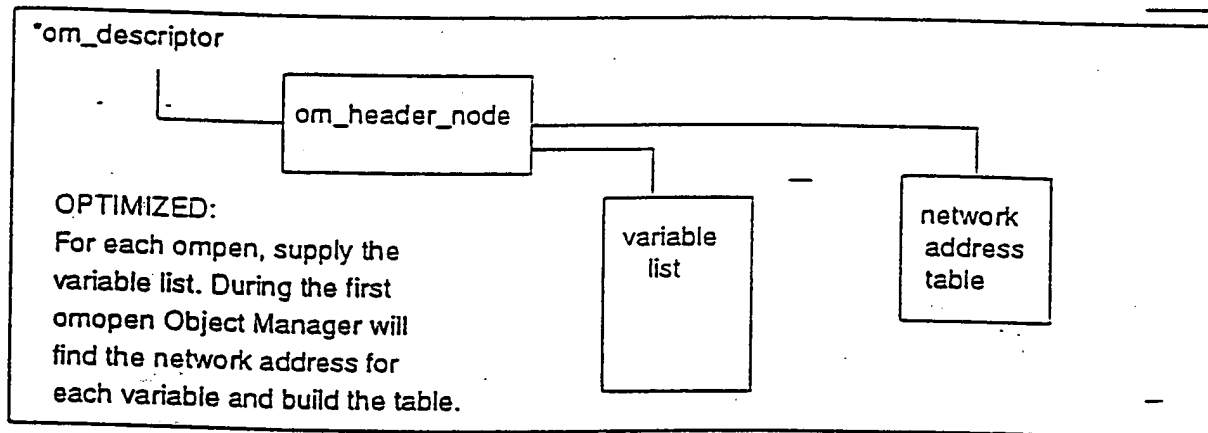 *om_descriptor
om_header_node
OPTIMIZED:
For each ompen, supply the
variable list. During the first
omopen Object Manager will
find the network address for
each variable and build the table.
variable
list
network
address
table